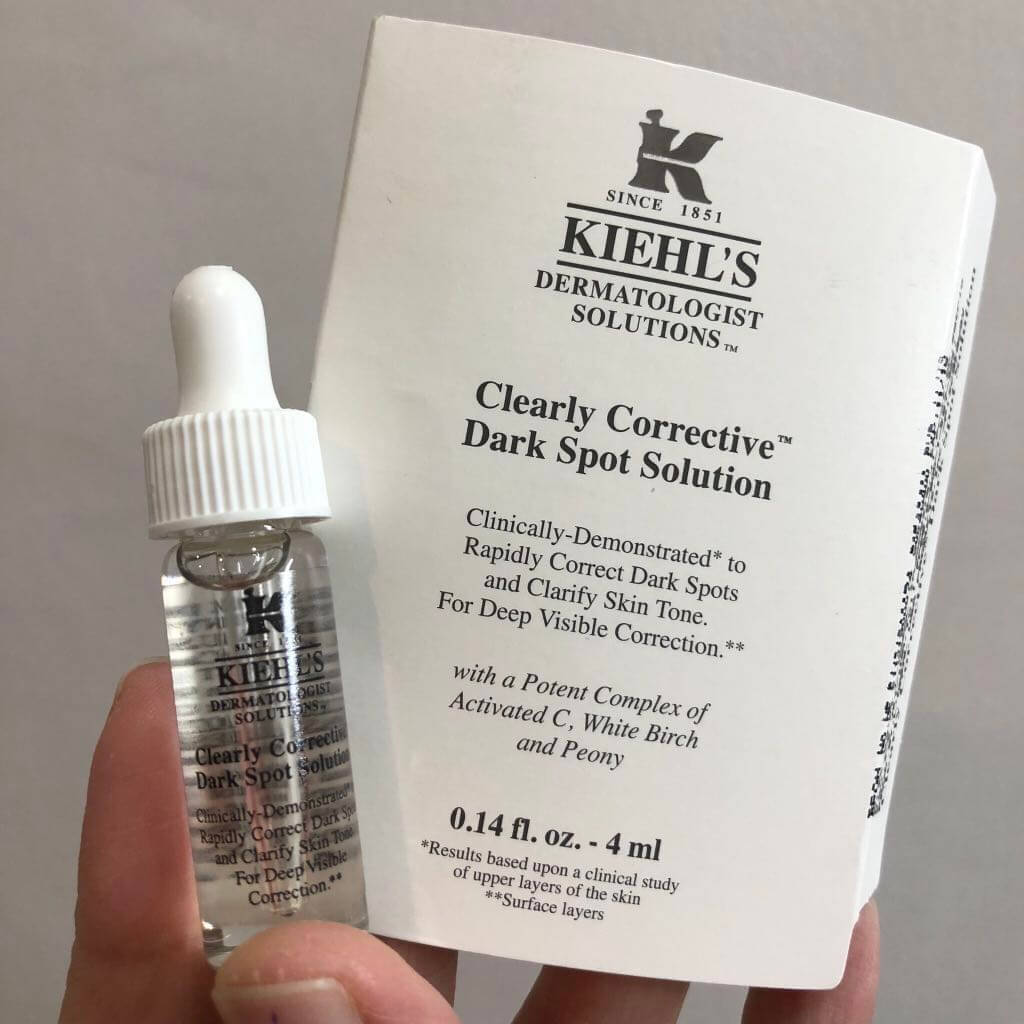 SINCE 1851
KIEHL'S
DERMATOLOGIST
SOLUTIONS™
Clearly Corrective™
Dark Spot Solution
Clinically-Demonstrated* to
Rapidly Correct Dark Spots
and Clarify Skin Tone.
For Deep Visible Correction.**
with a Potent Complex of
Activated C, White Birch
and Peony
0.14 fl. oz. - 4 ml
*Results based upon a clinical study
of upper layers of the skin
**Surface layers
SINCE
KIEHL'S
DERMATOLOGIST
SOLUTIONS™
Clearly Corrective
Dark Spot Solution
Clinically-Demonstrated*
Rapidly Correct Dark Spots
and Clarify Skin Tone
For Deep Visible
Correction.**